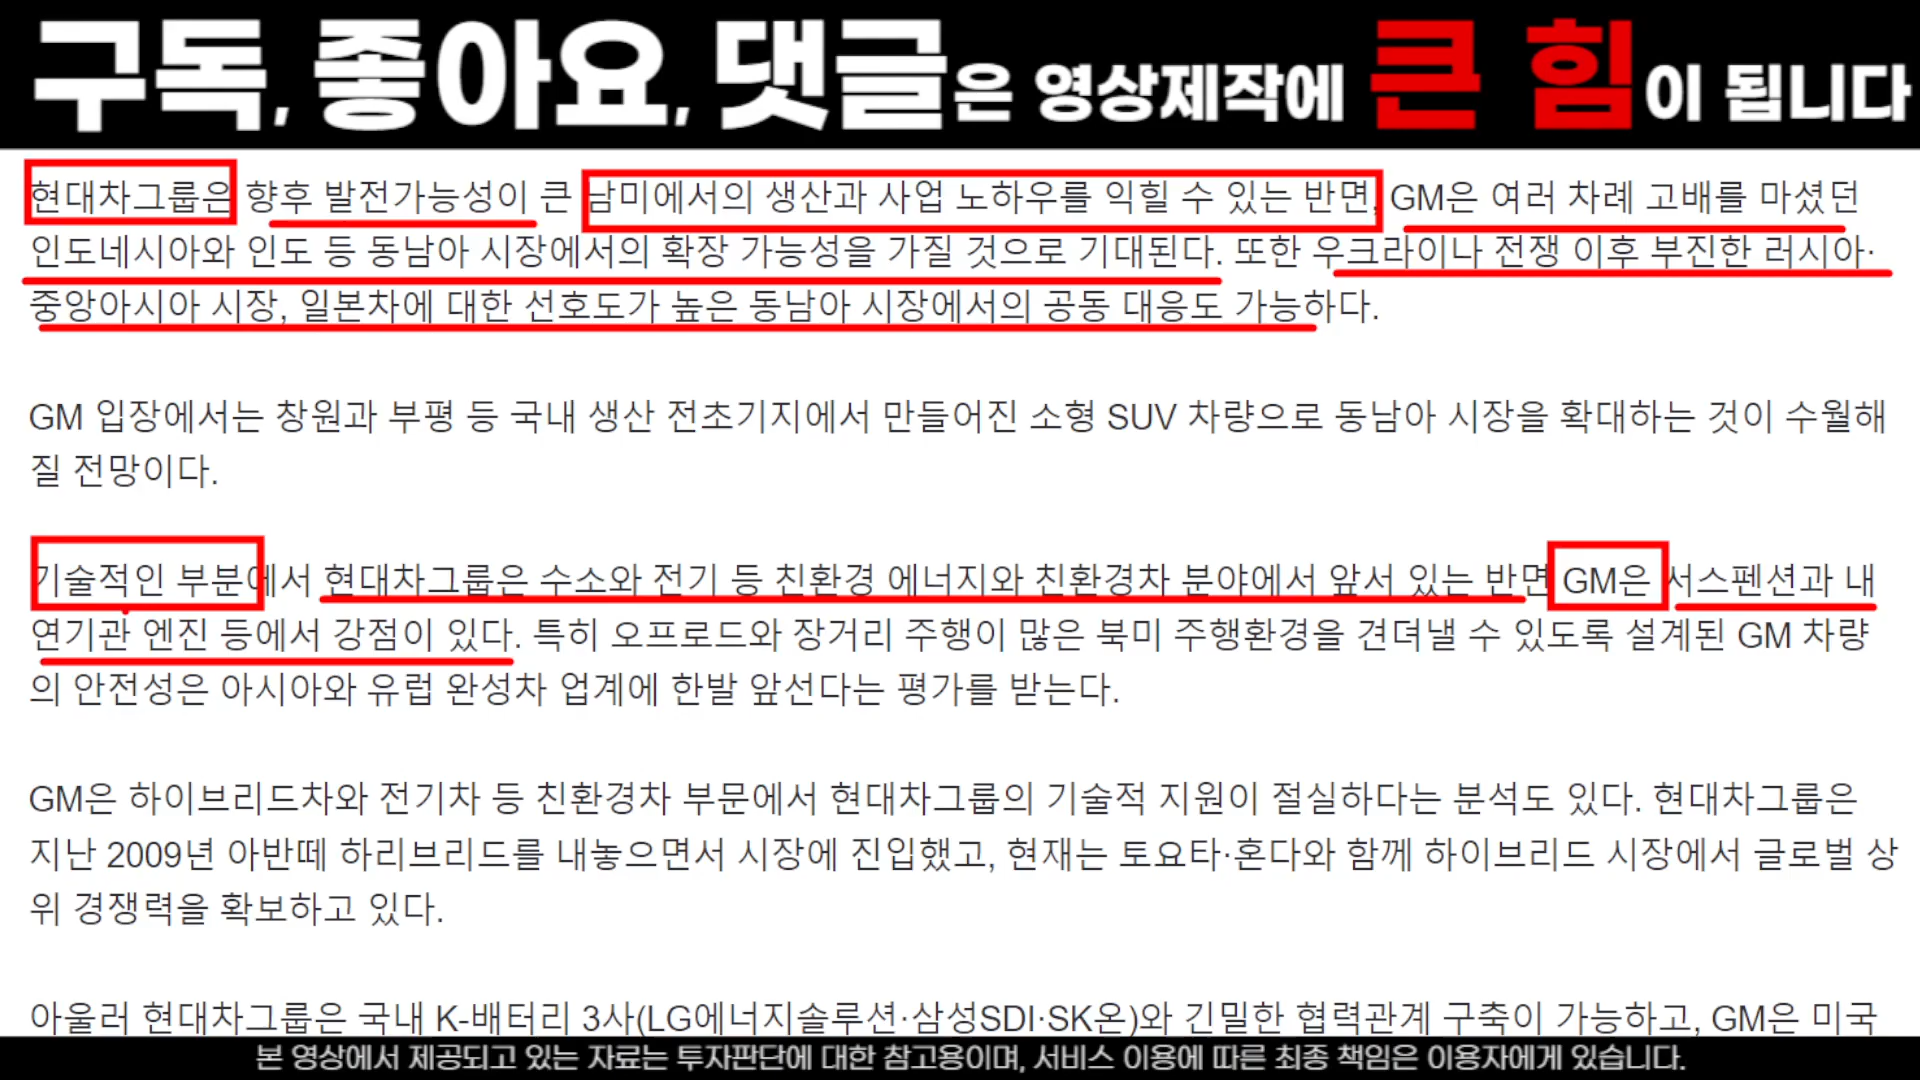 구독, 좋아요, 댓글은 영상제작에 큰 힘이 됩니다
현대차그룹은 향후 발전가능성이 큰 남미에서의 생산과 사업 노하우를 익힐 수 있는 반면, GM은 여러 차례 고배를 마셨던
인도네시아와 인도 등 동남아 시장에서의 확장 가능성을 가질 것으로 기대된다. 또한 우크라이나 전쟁 이후 부진한 러시아·
중앙아시아 시장, 일본차에 대한 선호도가 높은 동남아 시장에서의 공동 대응도 가능하다.
GM 입장에서는 창원과 부평 등 국내 생산 전초기지에서 만들어진 소형 SUV 차량으로 동남아 시장을 확대하는 것이 수월해
질 전망이다.
기술적인 부분에서 현대차그룹은 수소와 전기 등 친환경 에너지와 친환경차 분야에서 앞서 있는 반면 GM은 서스펜션과 내
연기관 엔진 등에서 강점이 있다. 특히 오프로드와 장거리 주행이 많은 북미 주행환경을 견뎌낼 수 있도록 설계된 GM 차량
의 안전성은 아시아와 유럽 완성차 업계에 한발 앞선다는 평가를 받는다.
GM은 하이브리드차와 전기차 등 친환경차 부문에서 현대차그룹의 기술적 지원이 절실하다는 분석도 있다. 현대차그룹은
지난 2009년 아반떼 하리브리드를 내놓으면서 시장에 진입했고, 현재는 토요타·혼다와 함께 하이브리드 시장에서 글로벌 상
위 경쟁력을 확보하고 있다.
아울러 현대차그룹은 국내 K-배터리 3사(LG에너지솔루션·삼성SDI·SK온)와 긴밀한 협력관계 구축이 가능하고, GM은 미국
본 영상에서 제공되고 있는 자료는 투자판단에 대한 참고용이며, 서비스 이용에 따른 최종 책임은 이용자에게 있습니다.